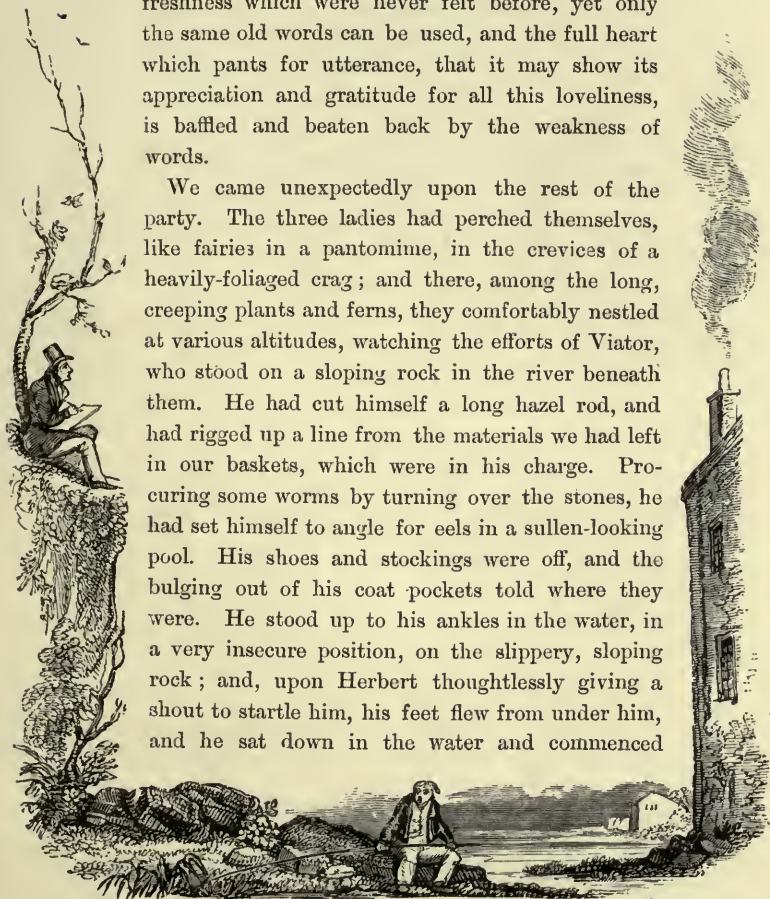 freshness which were never felt before, yet only
the same old words can be used, and the full heart
which pants for utterance, that it may show its
appreciation and gratitude for all this loveliness,
is baffled and beaten back by the weakness of
words.
We came unexpectedly upon the rest of the
party. The three ladies had perched themselves,
like fairies in a pantomime, in the crevices of a
heavily-foliaged crag; and there, among the long,
creeping plants and ferns, they comfortably nestled
at various altitudes, watching the efforts of Viator,
who stood on a sloping rock in the river beneath
them. He had cut himself a long hazel rod, and
had rigged up a line from the materials we had left
in our baskets, which were in his charge. Pro-
curing some worms by turning over the stones, he
had set himself to angle for eels in a sullen-looking
pool. His shoes and stockings were off, and the
bulging out of his coat pockets told where they
were. He stood up to his ankles in the water, in
a very insecure position, on the slippery, sloping
rock; and, upon Herbert thoughtlessly giving a
shout to startle him, his feet flew from under him,
and he sat down in the water and commenced